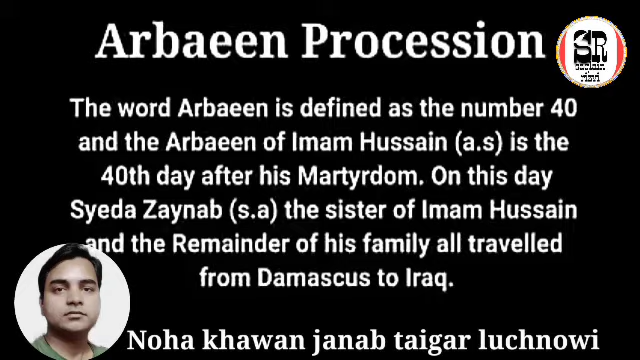 Arbaeen Procession
SR
The word Arbaeen is defined as the number 40
and the Arbaeen of Imam Hussain (a.s) is the
40th day after his Martyrdom. On this day
Syeda Zaynab (s.a) the sister of Imam Hussain
and the Remainder of his family all travelled
from Damascus to Iraq.
Noha khawan janab taigar luchnowi